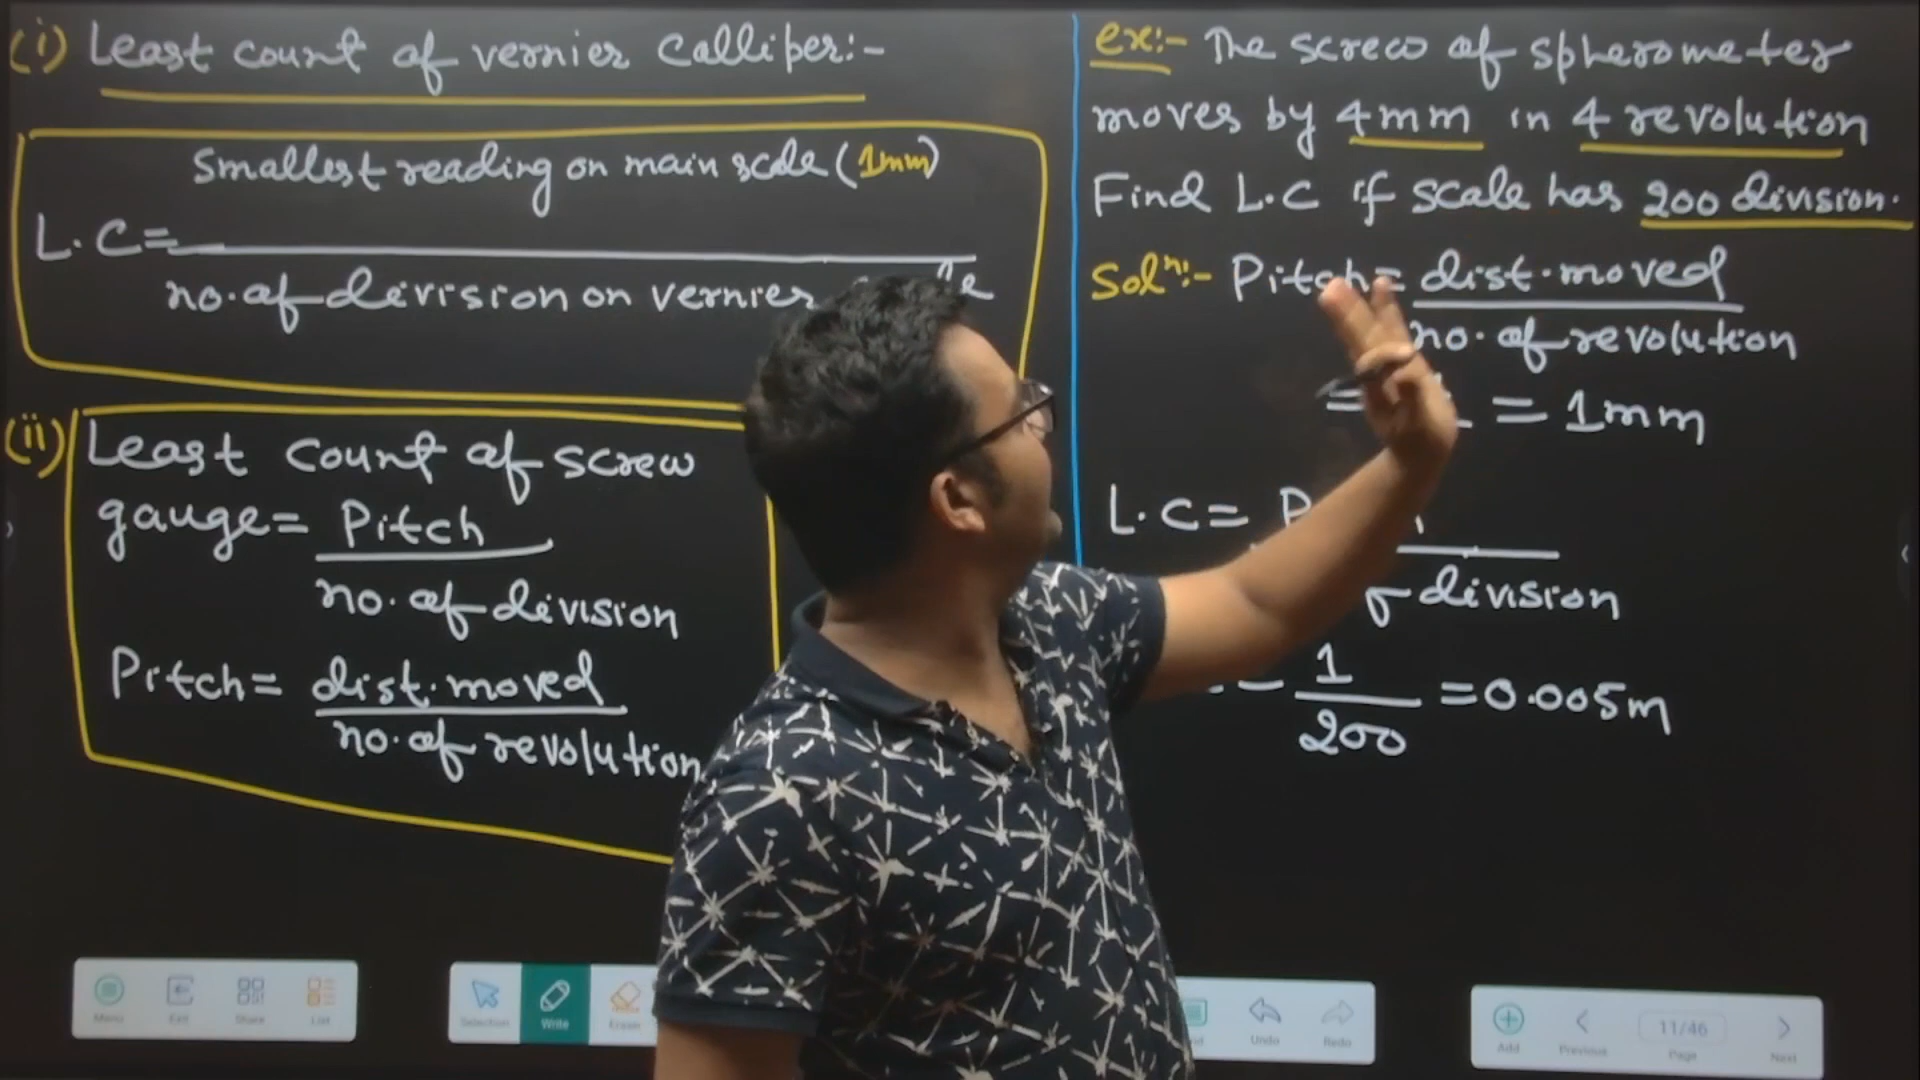 (i) Least count of vernier Calliper:-
Smallest reading on main scale (1mm)
L.C=
no. of division on vernier
(ii) Least count of screw
gauge= Pitch
no. of division
Pitch= dist. moved
no. of revolution
ex:- The screw of spherometer
moves by 4mm in 4 revolution
Find L.C if scale has 200 division.
Solⁿ:- Pitch= dist. moved
no. of revolution
= = 1mm
L.C=
division
= 1
200
=0.005m
Menu
Exit
Share
List
Selection
Write
Erase
Undo
Redo
Add
Previous
11/46
Page
Next